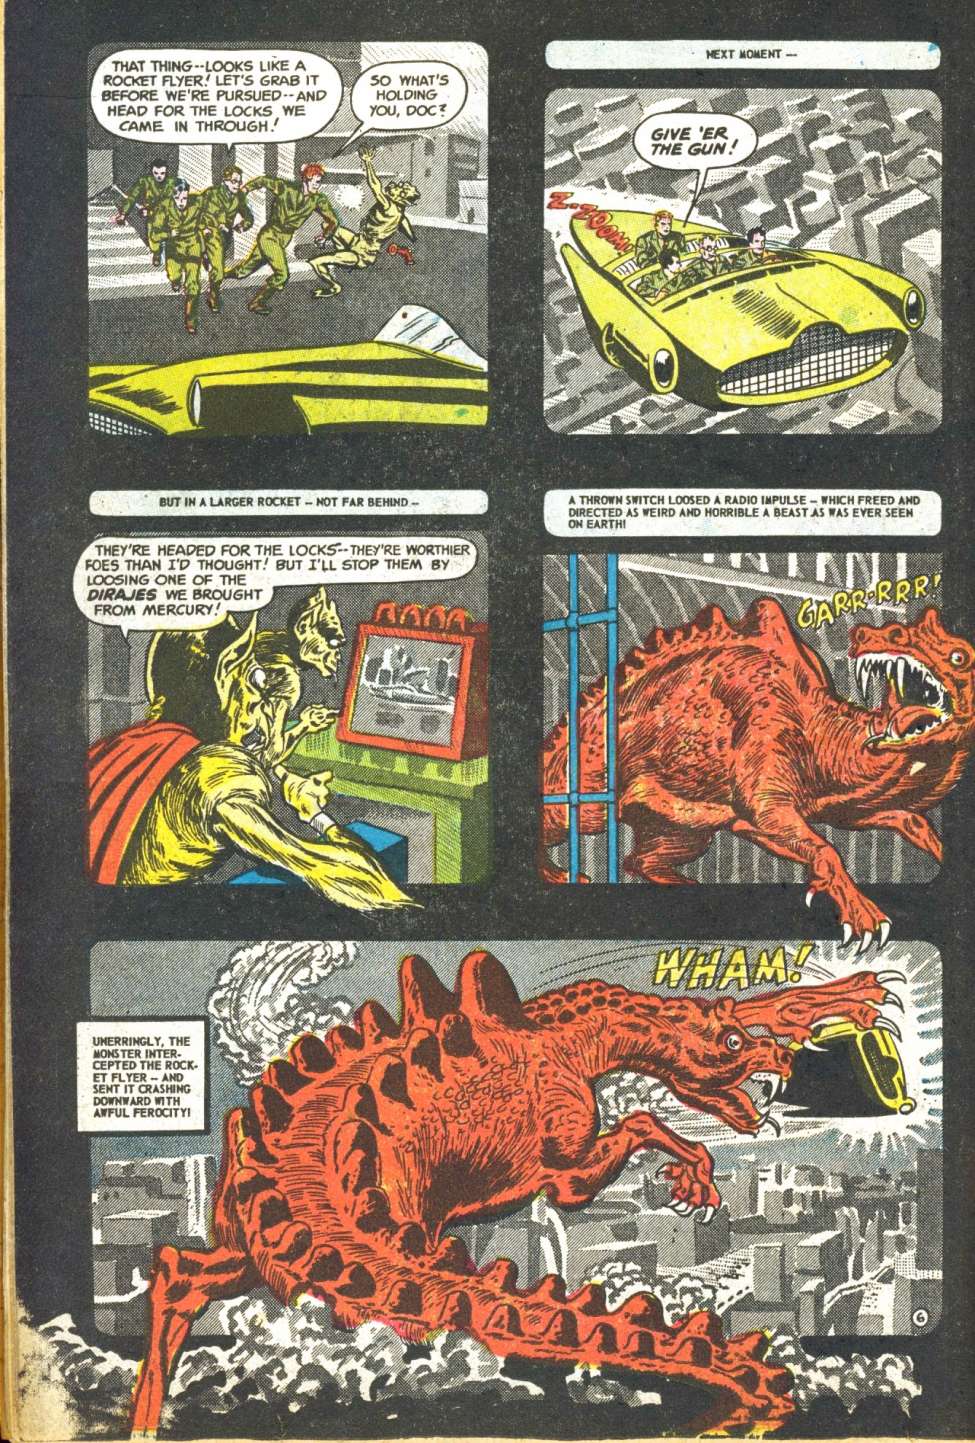 THAT THING--LOOKS LIKE A
ROCKET FLYER! LET'S GRAB IT
BEFORE WE'RE PURSUED--AND
HEAD FOR THE LOCKS WE
CAME IN THROUGH!
SO WHAT'S
HOLDING
YOU, DOC?
NEXT MOMENT —
GIVE 'ER
THE GUN!
Z-ZOOM!
BUT IN A LARGER ROCKET — NOT FAR BEHIND —
THEY'RE HEADED FOR THE LOCKS--THEY'RE WORTHIER
FOES THAN I'D THOUGHT! BUT I'LL STOP THEM BY
LOOSING ONE OF THE
DIRAJES WE BROUGHT
FROM MERCURY!
A THROWN SWITCH LOOSED A RADIO IMPULSE — WHICH FREED AND
DIRECTED AS WEIRD AND HORRIBLE A BEAST AS WAS EVER SEEN
ON EARTH!
GARR-RRR!
WHAM!
UNERRINGLY, THE
MONSTER INTER-
CEPTED THE ROCK-
ET FLYER — AND
SENT IT CRASHING
DOWNWARD WITH
AWFUL FEROCITY!
6